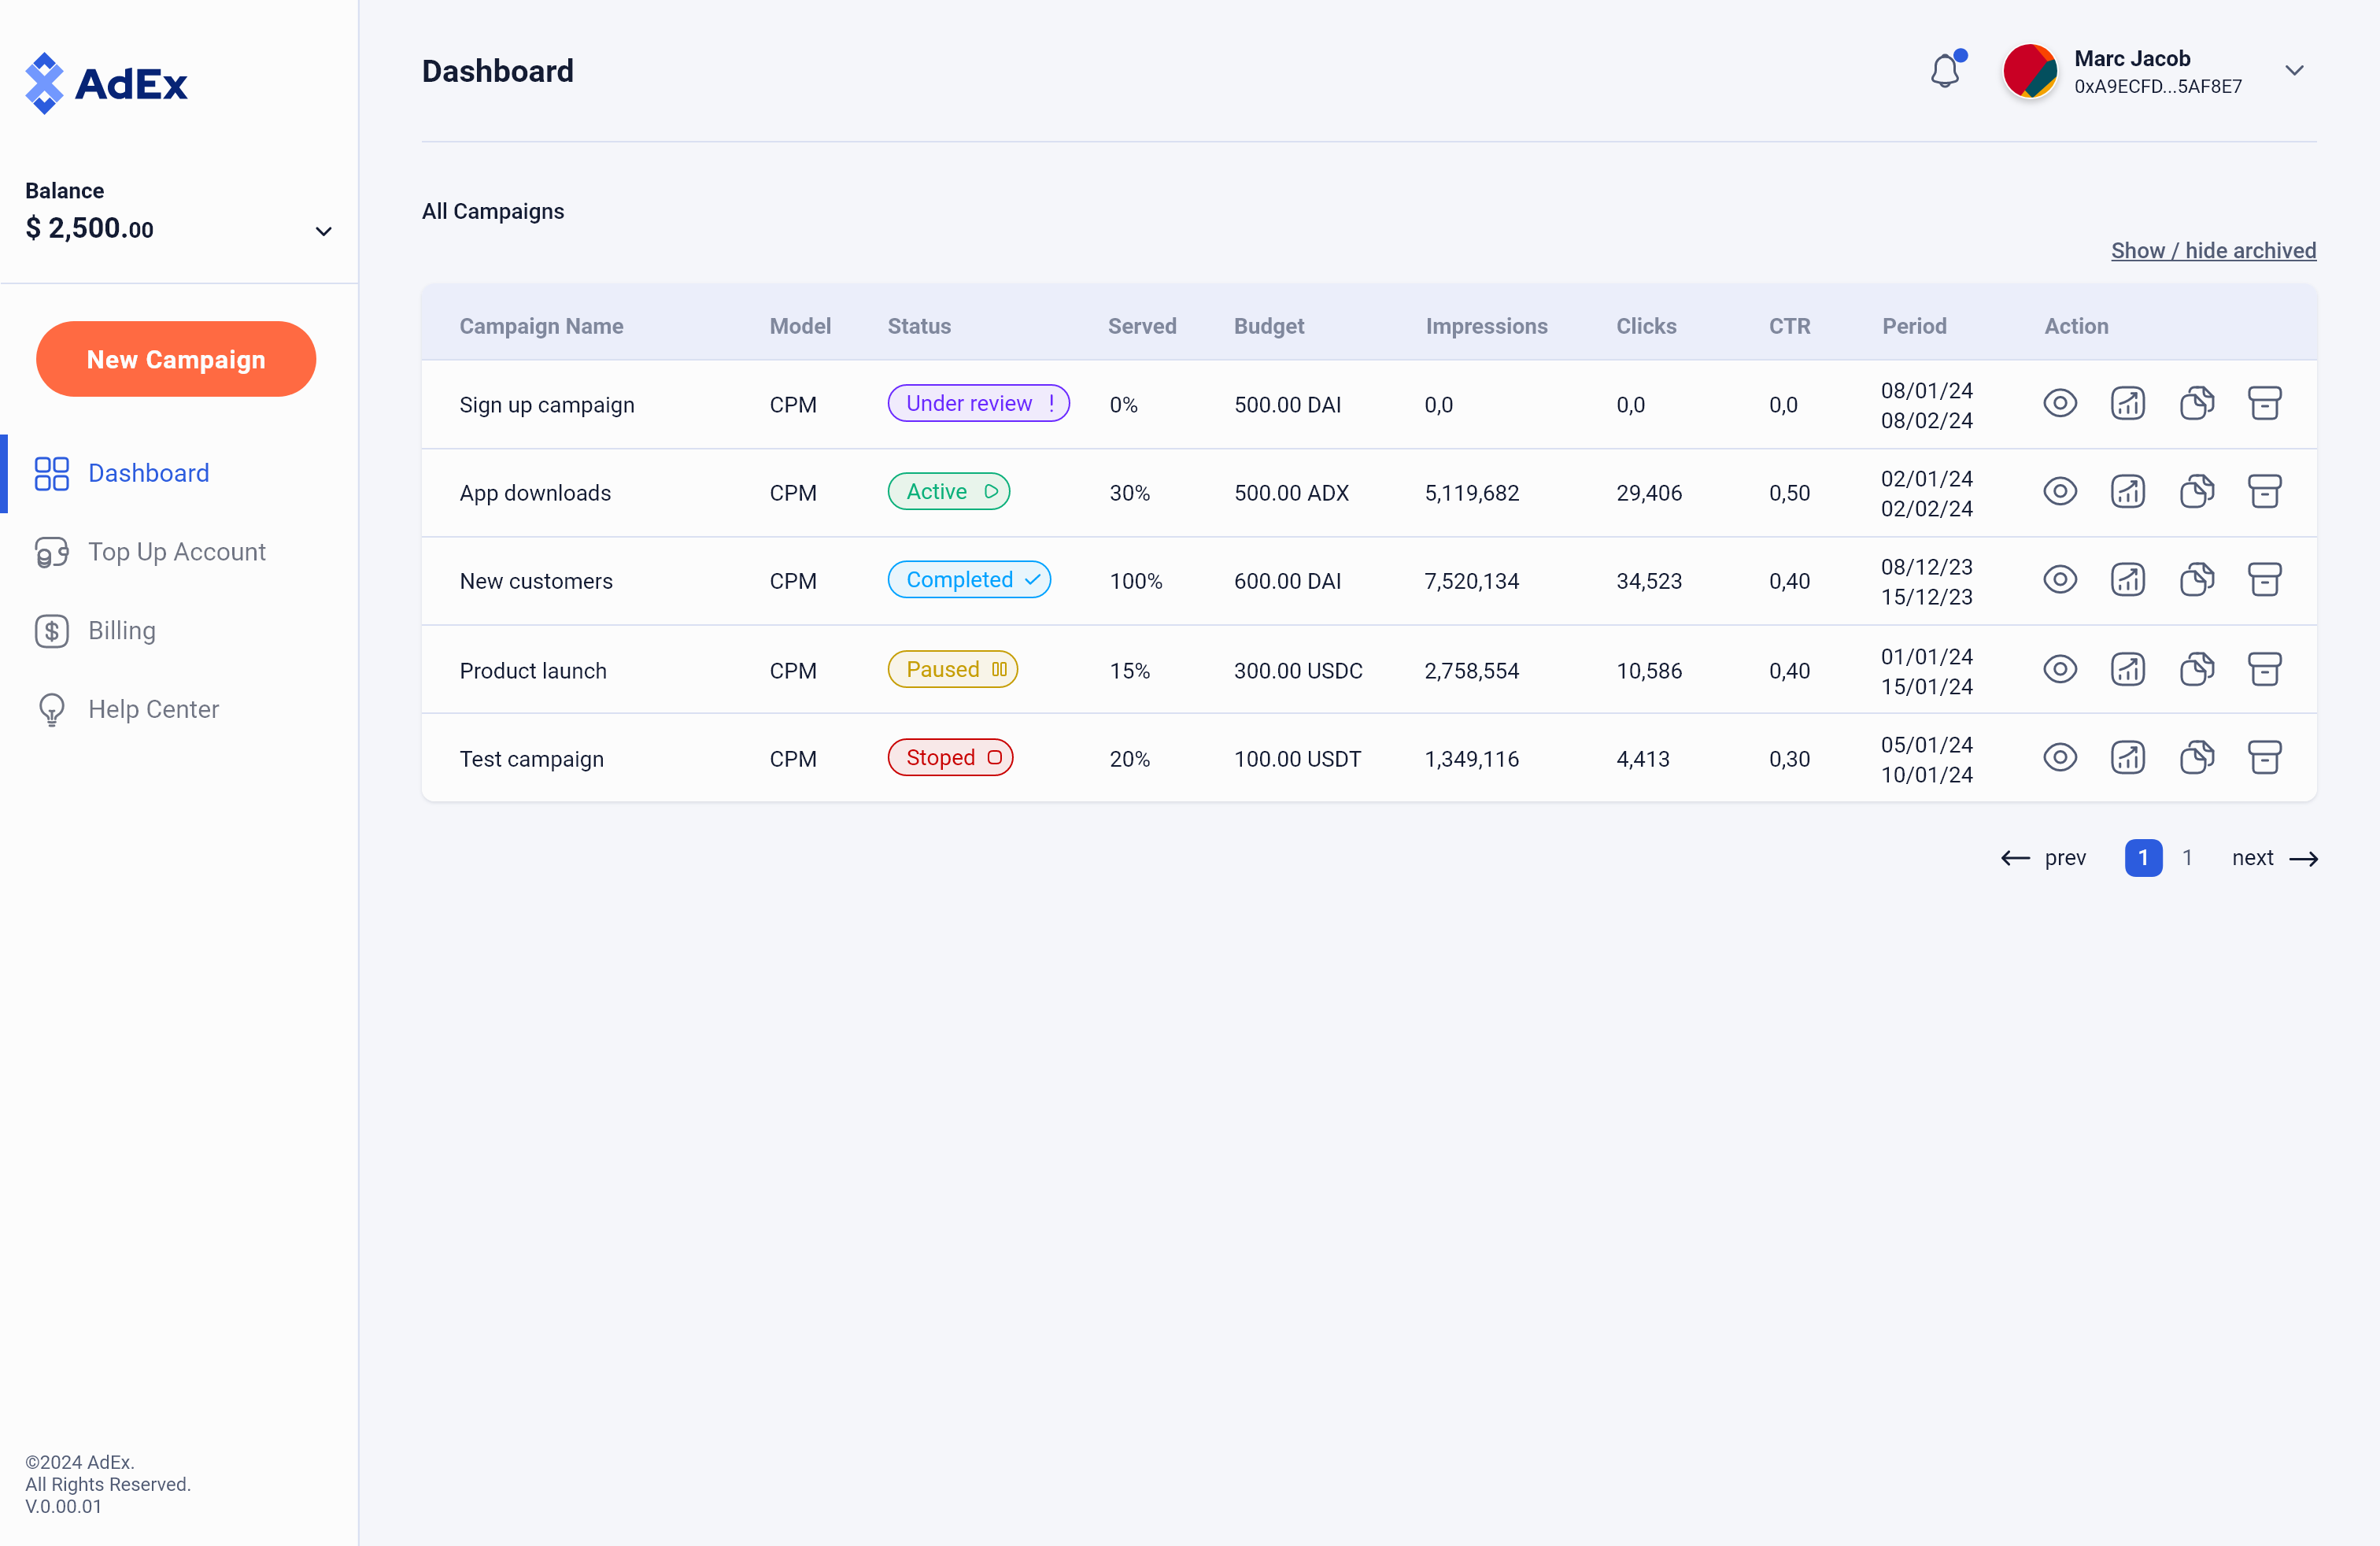 AdEx
Balance
$ 2,500.00
New Campaign
Dashboard
Top Up Account
Billing
Help Center
©2024 AdEx.
All Rights Reserved.
V.0.00.01
Dashboard
Marc Jacob
0xA9ECFD...5AF8E7
All Campaigns
Show / hide archived
Campaign Name Model Status Served Budget Impressions Clicks CTR Period Action
Sign up campaign CPM Under review ! 0% 500.00 DAI 0,0 0,0 0,0 08/01/24
08/02/24
App downloads CPM Active 30% 500.00 ADX 5,119,682 29,406 0,50 02/01/24
02/02/24
New customers CPM Completed 100% 600.00 DAI 7,520,134 34,523 0,40 08/12/23
15/12/23
Product launch CPM Paused 15% 300.00 USDC 2,758,554 10,586 0,40 01/01/24
15/01/24
Test campaign CPM Stoped 20% 100.00 USDT 1,349,116 4,413 0,30 05/01/24
10/01/24
prev 1 1 next